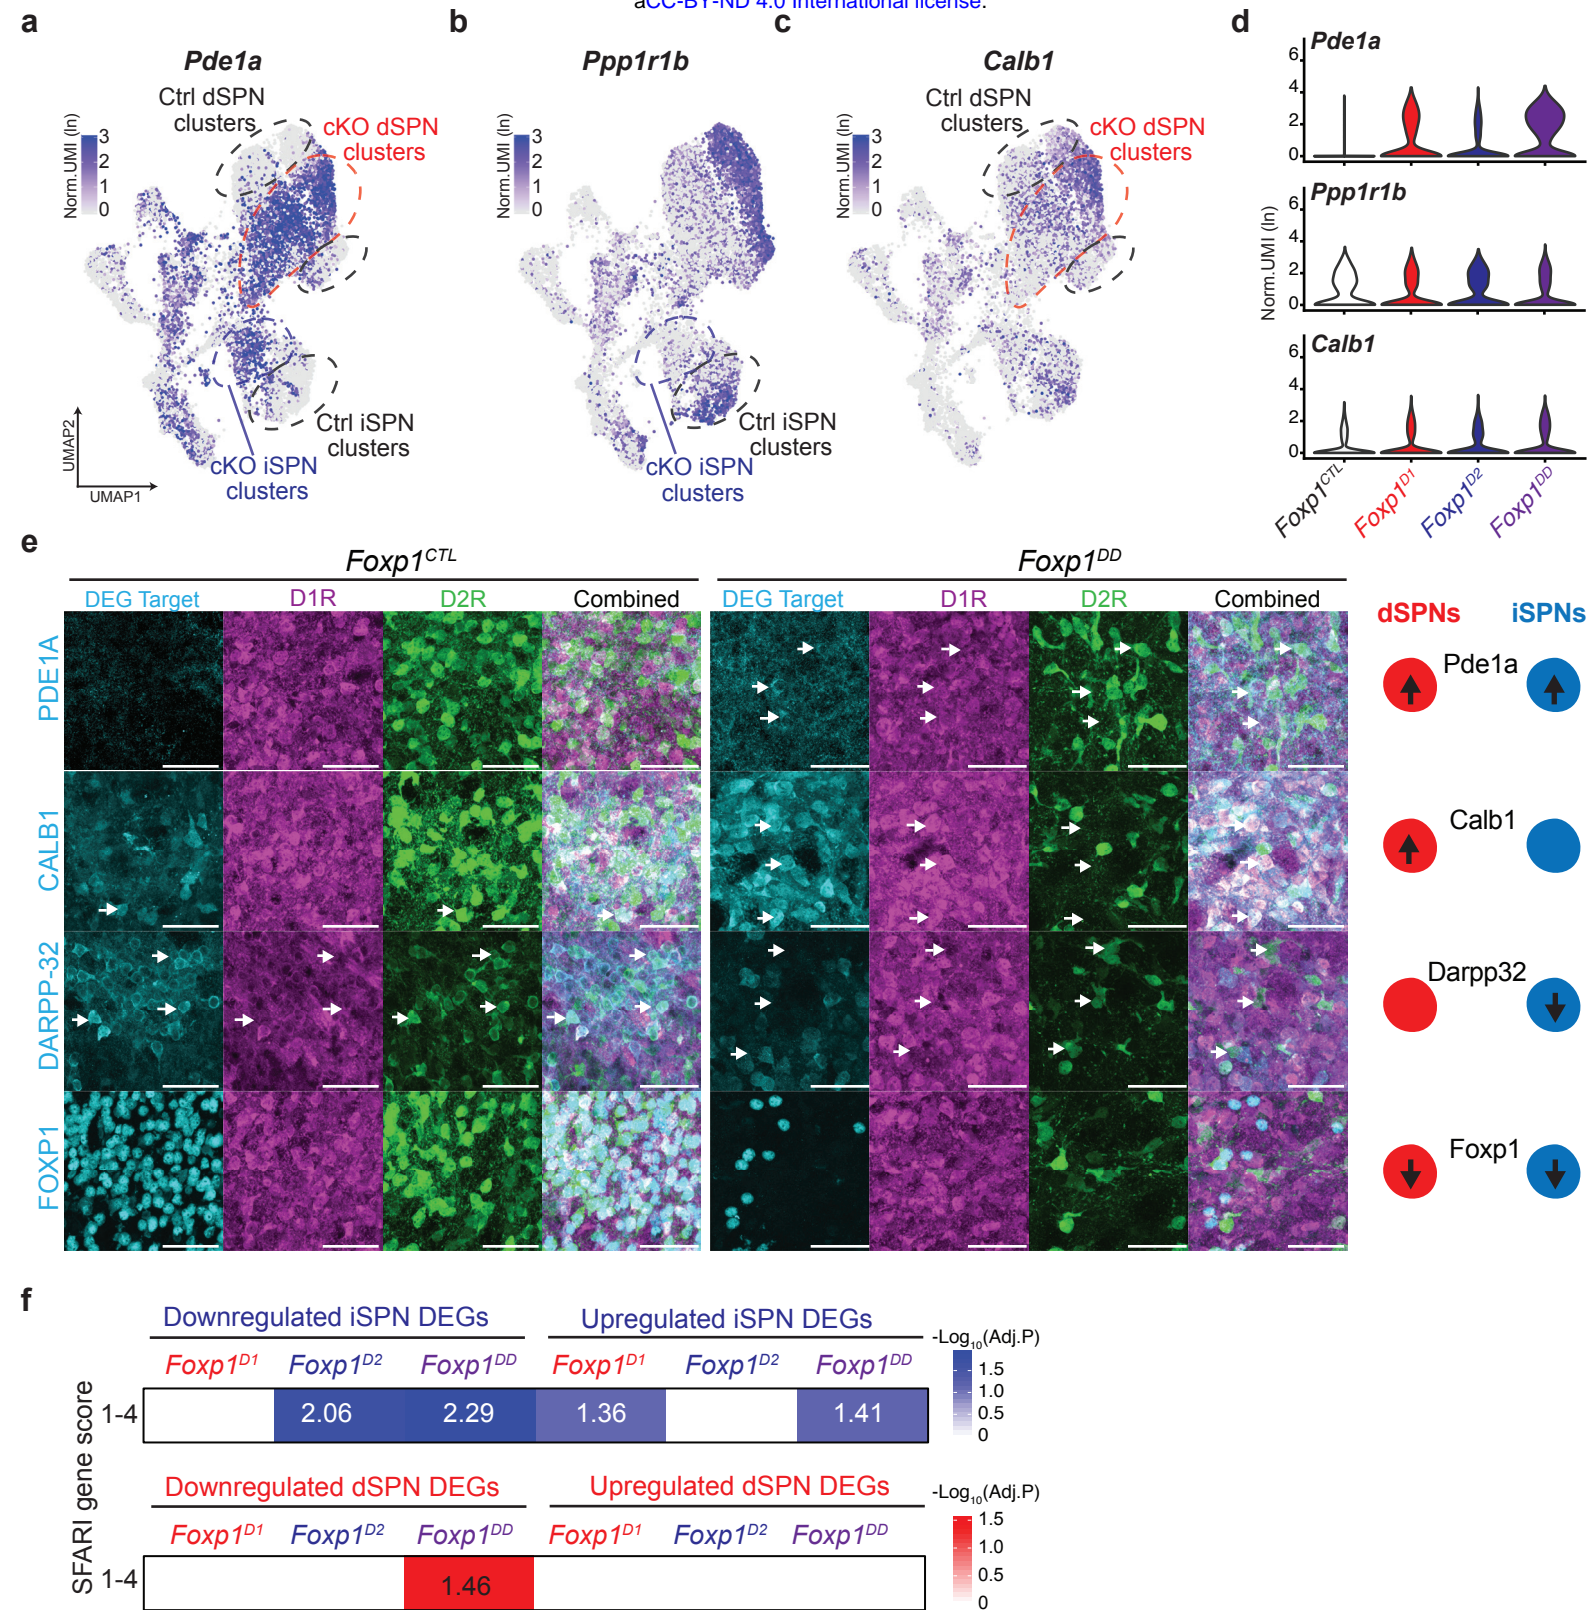 aCC-BY-ND 4.0 International license.
a
b
c
d
Pde1a
Ctrl dSPN
clusters
cKO dSPN
clusters
Norm.UMI (ln)
3
2
1
0
Ctrl iSPN
clusters
cKO iSPN
clusters
UMAP2
UMAP1
Ppp1r1b
Norm.UMI (ln)
3
2
1
0
Ctrl iSPN
clusters
cKO iSPN
clusters
Calb1
Ctrl dSPN
clusters
cKO dSPN
clusters
Norm.UMI (ln)
3
2
1
0
Pde1a
6
4
2
0
Ppp1r1b
6
4
2
0
Norm.UMI (ln)
Calb1
6
4
2
0
Foxp1CTL
Foxp1D1
Foxp1D2
Foxp1DD
e
Foxp1CTL
Foxp1DD
DEG Target D1R D2R Combined
DEG Target D1R D2R Combined
dSPNs iSPNs
PDE1A
Pde1a
CALB1
Calb1
DARPP-32
Darpp32
FOXP1
Foxp1
f
Downregulated iSPN DEGs
Upregulated iSPN DEGs
-Log10(Adj.P)
Foxp1D1 Foxp1D2 Foxp1DD Foxp1D1 Foxp1D2 Foxp1DD
1.5
1.0
0.5
0
SFARI gene score
1-4
2.06 2.29 1.36 1.41
Downregulated dSPN DEGs
Upregulated dSPN DEGs
-Log10(Adj.P)
Foxp1D1 Foxp1D2 Foxp1DD Foxp1D1 Foxp1D2 Foxp1DD
1.5
1.0
0.5
0
1-4
1.46